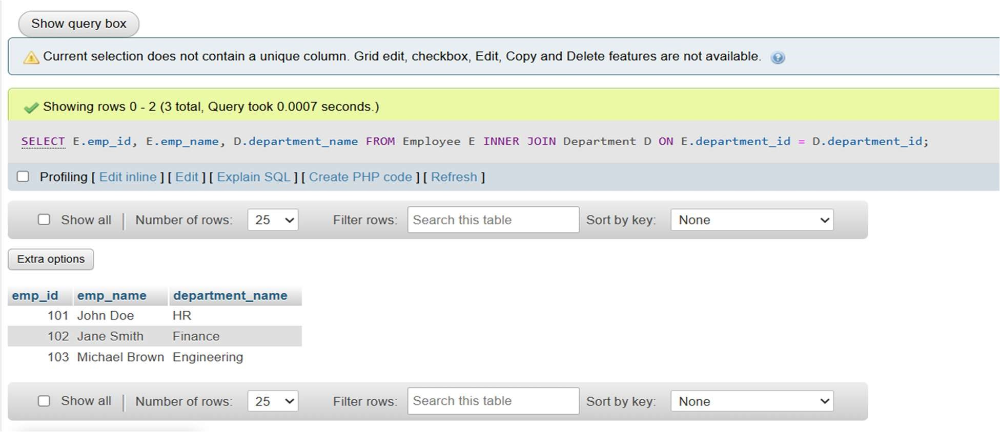 Show query box
Current selection does not contain a unique column. Grid edit, checkbox, Edit, Copy and Delete features are not available.
Showing rows 0 - 2 (3 total, Query took 0.0007 seconds.)
SELECT E.emp_id, E.emp_name, D.department_name FROM Employee E INNER JOIN Department D ON E.department_id = D.department_id;
Profiling [ Edit inline ] [ Edit ] [ Explain SQL ] [ Create PHP code ] [ Refresh ]
Show all | Number of rows: 25 Filter rows: Search this table Sort by key: None
Extra options
emp_id emp_name department_name
101 John Doe HR
102 Jane Smith Finance
103 Michael Brown Engineering
Show all | Number of rows: 25 Filter rows: Search this table Sort by key: None